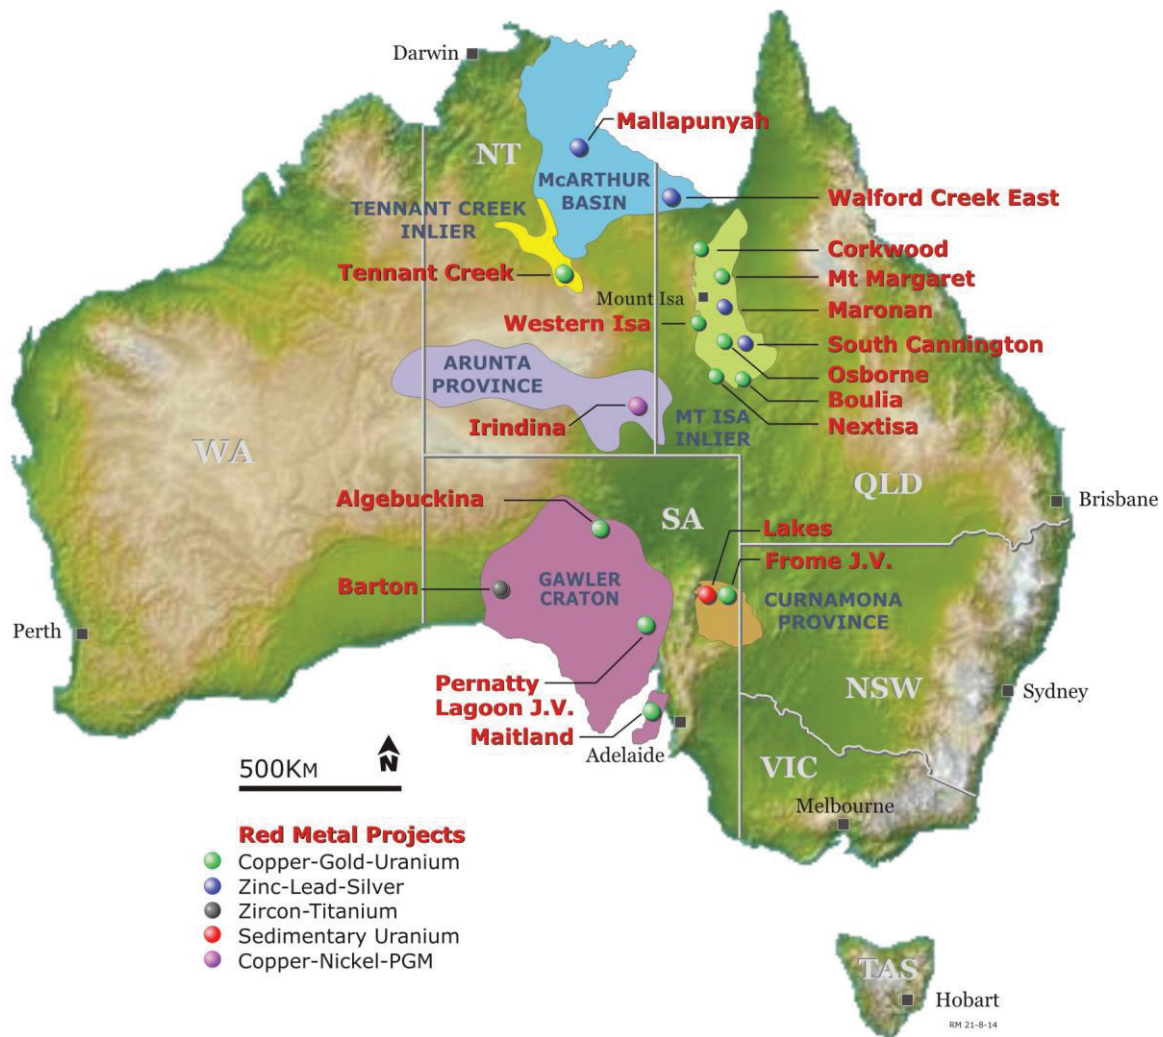 Darwin
Mallapunyah
NT
McARTHUR
BASIN
Walford Creek East
TENNANT CREEK
INLIER
Corkwood
Tennant Creek
Mt Margaret
Mount Isa
Maronan
Western Isa
South Cannington
ARUNTA
PROVINCE
Osborne
Boulia
Irindina
MT ISA
INLIER
Nextisa
WA
QLD
Algebuckina
Brisbane
SA
Lakes
Frome J.V.
Barton
GAWLER
CRATON
CURNAMONA
PROVINCE
Perth
Pernatty
Lagoon J.V.
NSW
Sydney
Maitland
Adelaide
N
500KM
VIC
Melbourne
Red Metal Projects
Copper-Gold-Uranium
Zinc-Lead-Silver
Zircon-Titanium
Sedimentary Uranium
Copper-Nickel-PGM
TAS
Hobart
RM 21-8-14